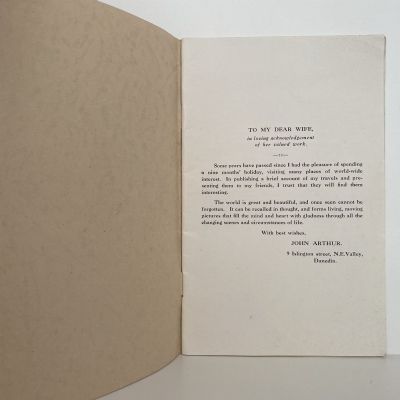 TO MY DEAR WIFE,
in loving acknowledgement
of her valued work.
Some years have passed since I had the pleasure of spending
a nine months' holiday, visiting many places of world-wide
interest. In publishing a brief account of my travels and pre-
senting them to my friends, I trust that they will find them
interesting.
The world is great and beautiful, and once seen cannot be
forgotten. It can be recalled in thought, and forms living, moving
pictures that fill the mind and heart with gladness through all the
changing scenes and circumstances of life.
With best wishes,
JOHN ARTHUR.
9 Islington street, N.E.Valley,
Dunedin.